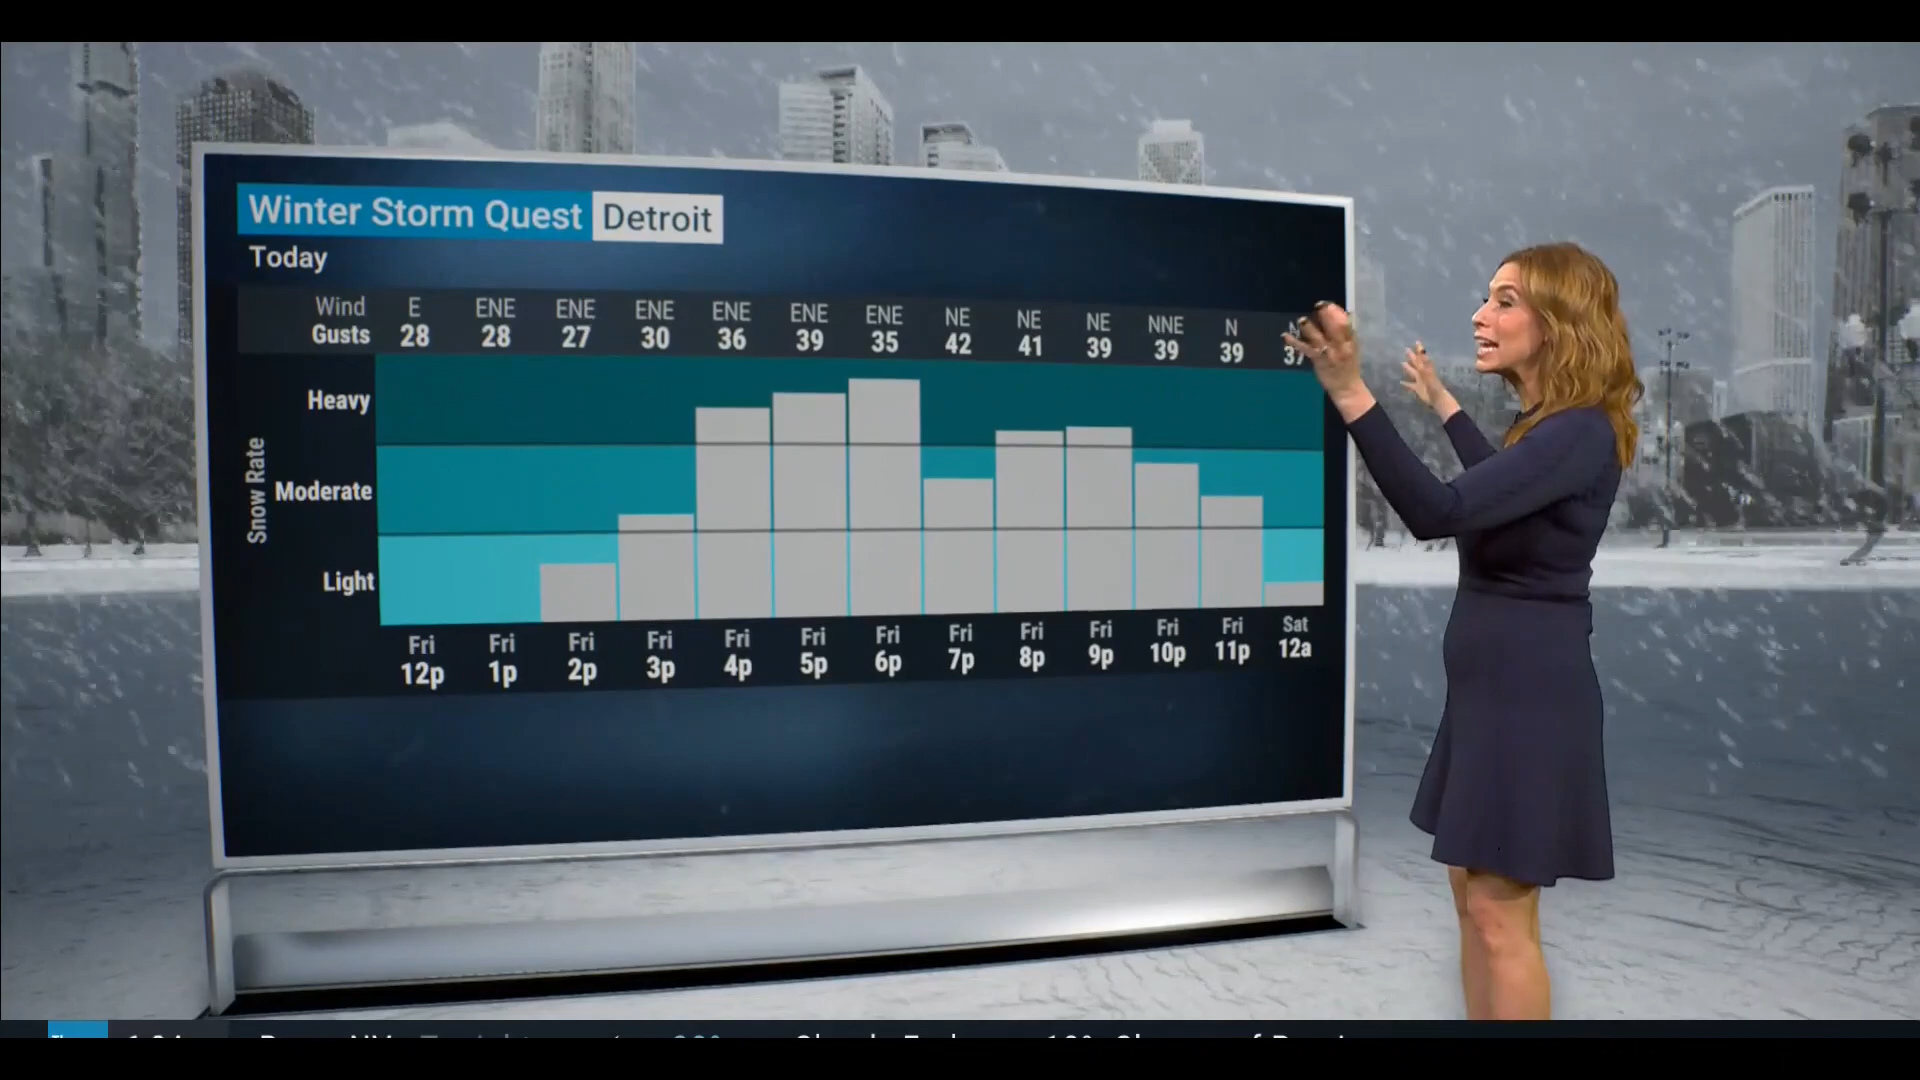 Winter Storm Quest Detroit
Today
Wind E ENE ENE ENE ENE ENE ENE NE NE NE NNE N
Gusts 28 28 27 30 36 39 35 42 41 39 39 39 37
Heavy
Moderate
Light
Snow Rate
Fri Fri Fri Fri Fri Fri Fri Fri Fri Fri Fri Fri Sat
12p 1p 2p 3p 4p 5p 6p 7p 8p 9p 10p 11p 12a